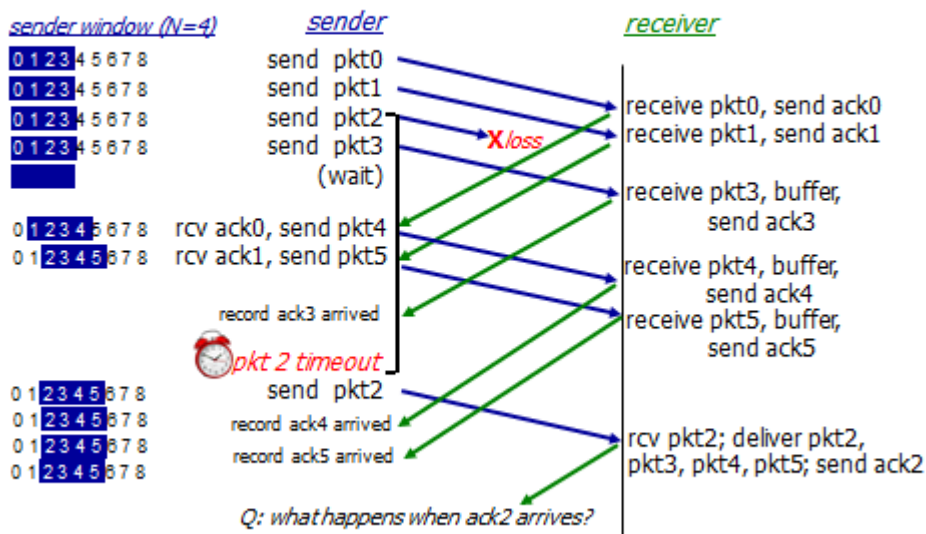 sender window (N=4)
sender
receiver
0 1 2 3 4 5 6 7 8
send pkt0
0 1 2 3 4 5 6 7 8
send pkt1
0 1 2 3 4 5 6 7 8
send pkt2
0 1 2 3 4 5 6 7 8
send pkt3
(wait)
X loss
receive pkt0, send ack0
receive pkt1, send ack1
receive pkt3, buffer,
send ack3
0 1 2 3 4 5 6 7 8
rcv ack0, send pkt4
0 1 2 3 4 5 6 7 8
rcv ack1, send pkt5
receive pkt4, buffer,
send ack4
record ack3 arrived
receive pkt5, buffer,
send ack5
pkt 2 timeout
0 1 2 3 4 5 6 7 8
send pkt2
0 1 2 3 4 5 6 7 8
record ack4 arrived
0 1 2 3 4 5 6 7 8
record ack5 arrived
0 1 2 3 4 5 6 7 8
rcv pkt2; deliver pkt2,
pkt3, pkt4, pkt5; send ack2
Q: what happens when ack2 arrives?